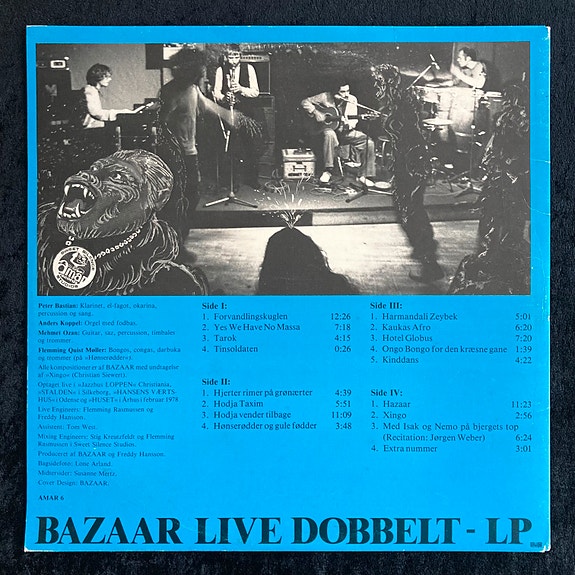 amar
Peter Bastian: Klarinet, el-fagot, okarina,
percussion og sang.
Anders Koppel: Orgel med fodbas.
Mehmet Ozan: Guitar, saz, percussion, timbales
og trommer.
Flemming Quist Møller: Bongos, congas, darbuka
og trommer (på »Hønserødder«).
Alle kompositioner af BAZAAR med undtagelse
af »Xingo« (Christian Sievert).
Optaget live i »Jazzhus LOPPEN« Christiania,
»STALDEN« i Silkeborg, »HANSENS VÆRTS-
HUS« i Odense og »HUSET« i Århus i februar 1978
Live Engineers: Flemming Rasmussen og
Freddy Hansson.
Assistent: Tom West.
Mixing Engineer: Stig Kreutzfeldt og Flemming
Rasmussen i Sweet Silence Studios.
Produceret af BAZAAR og Freddy Hansson.
Bagsidefoto: Lone Ärland.
Midtersider: Susanne Mertz.
Cover Design: BAZAAR.
AMAR 6
Side I:
1. Forvandlingskuglen 12:26
2. Yes We Have No Massa 7:18
3. Tarok 4:15
4. Tinsoldaten 0:26
Side II:
1. Hjerter rimer på grønærter 4:39
2. Hodja Taxim 5:51
3. Hodja vender tilbage 11:09
4. Hønserødder og gule fødder 3:48
Side III:
1. Harmandali Zeybek 5:01
2. Kaukas Afro 6:20
3. Hotel Globus 7:20
4. Ongo Bongo for den kræsne gane 1:39
5. Kinddans 4:22
Side IV:
1. Hazaar 11:23
2. Xingo 2:56
3. Med Isak og Nemo på bjergets top
(Recitation: Jørgen Weber) 6:24
4. Extra nummer 3:01
BAZAAR LIVE DOBBELT - LP